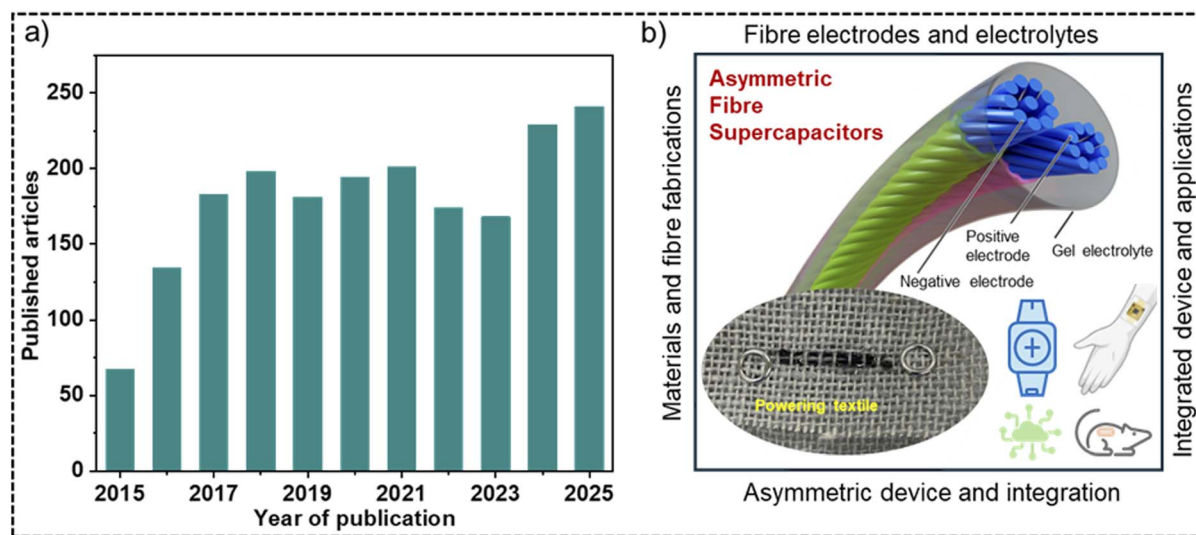 a)
Published articles
250
200
150
100
50
0
2015
2017
2019
2021
2023
2025
Year of publication
b)
Fibre electrodes and electrolytes
Materials and fibre fabrications
Asymmetric
Fibre
Supercapacitors
Positive
electrode
Gel electrolyte
Negative electrode
Powering textile
Integrated device and applications
Asymmetric device and integration